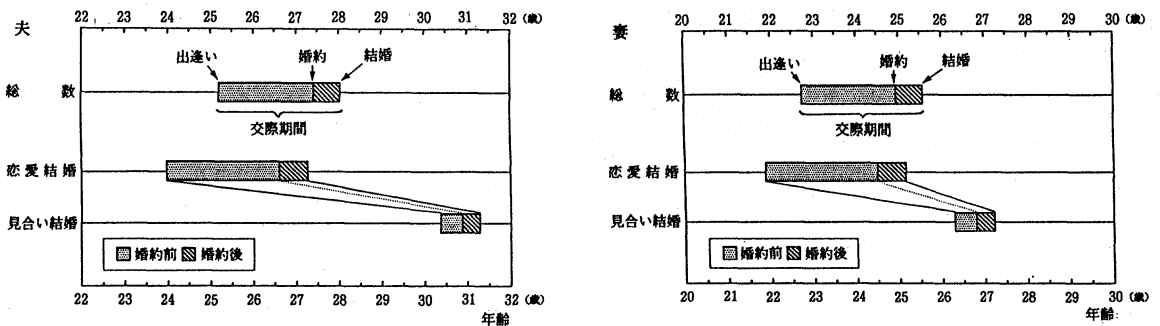 夫
22 23 24 25 26 27 28 29 30 31 32 (歳)
出逢い 婚約 結婚
総数
交際期間
恋愛結婚
見合い結婚
婚約前 婚約後
22 23 24 25 26 27 28 29 30 31 32 (歳)
年齢
妻
20 21 22 23 24 25 26 27 28 29 30 (歳)
出逢い 婚約 結婚
総数
交際期間
恋愛結婚
見合い結婚
婚約前 婚約後
20 21 22 23 24 25 26 27 28 29 30 (歳)
年齢